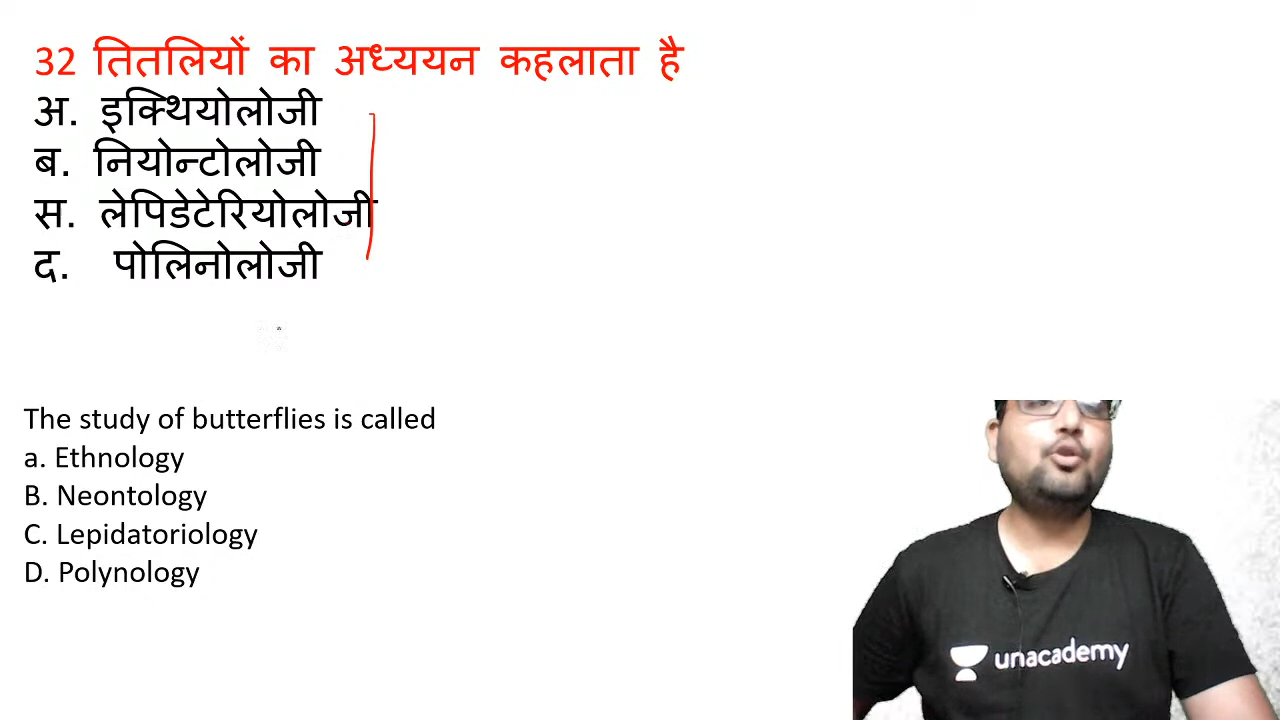 32 तितलियों का अध्ययन कहलाता है
अ. इक्थियोलोजी
ब. नियोन्टोलोजी
स. लेपिडेटेरियोलोजी
द. पोलिनोलोजी
The study of butterflies is called
a. Ethnology
B. Neontology
C. Lepidatoriology
D. Polynology
unacademy